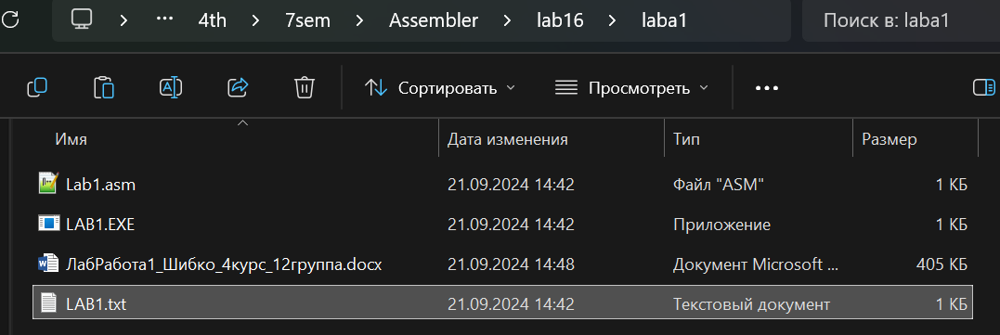 4th 7sem Assembler lab16 laba1 Поиск в: laba1
Сортировать Просмотреть
Имя Дата изменения Тип Размер
Lab1.asm 21.09.2024 14:42 Файл "ASM" 1 КБ
LAB1.EXE 21.09.2024 14:42 Приложение 1 КБ
ЛабРабота1_Шибко_4курс_12группа.docx 21.09.2024 14:48 Документ Microsoft ... 405 КБ
LAB1.txt 21.09.2024 14:42 Текстовый документ 1 КБ